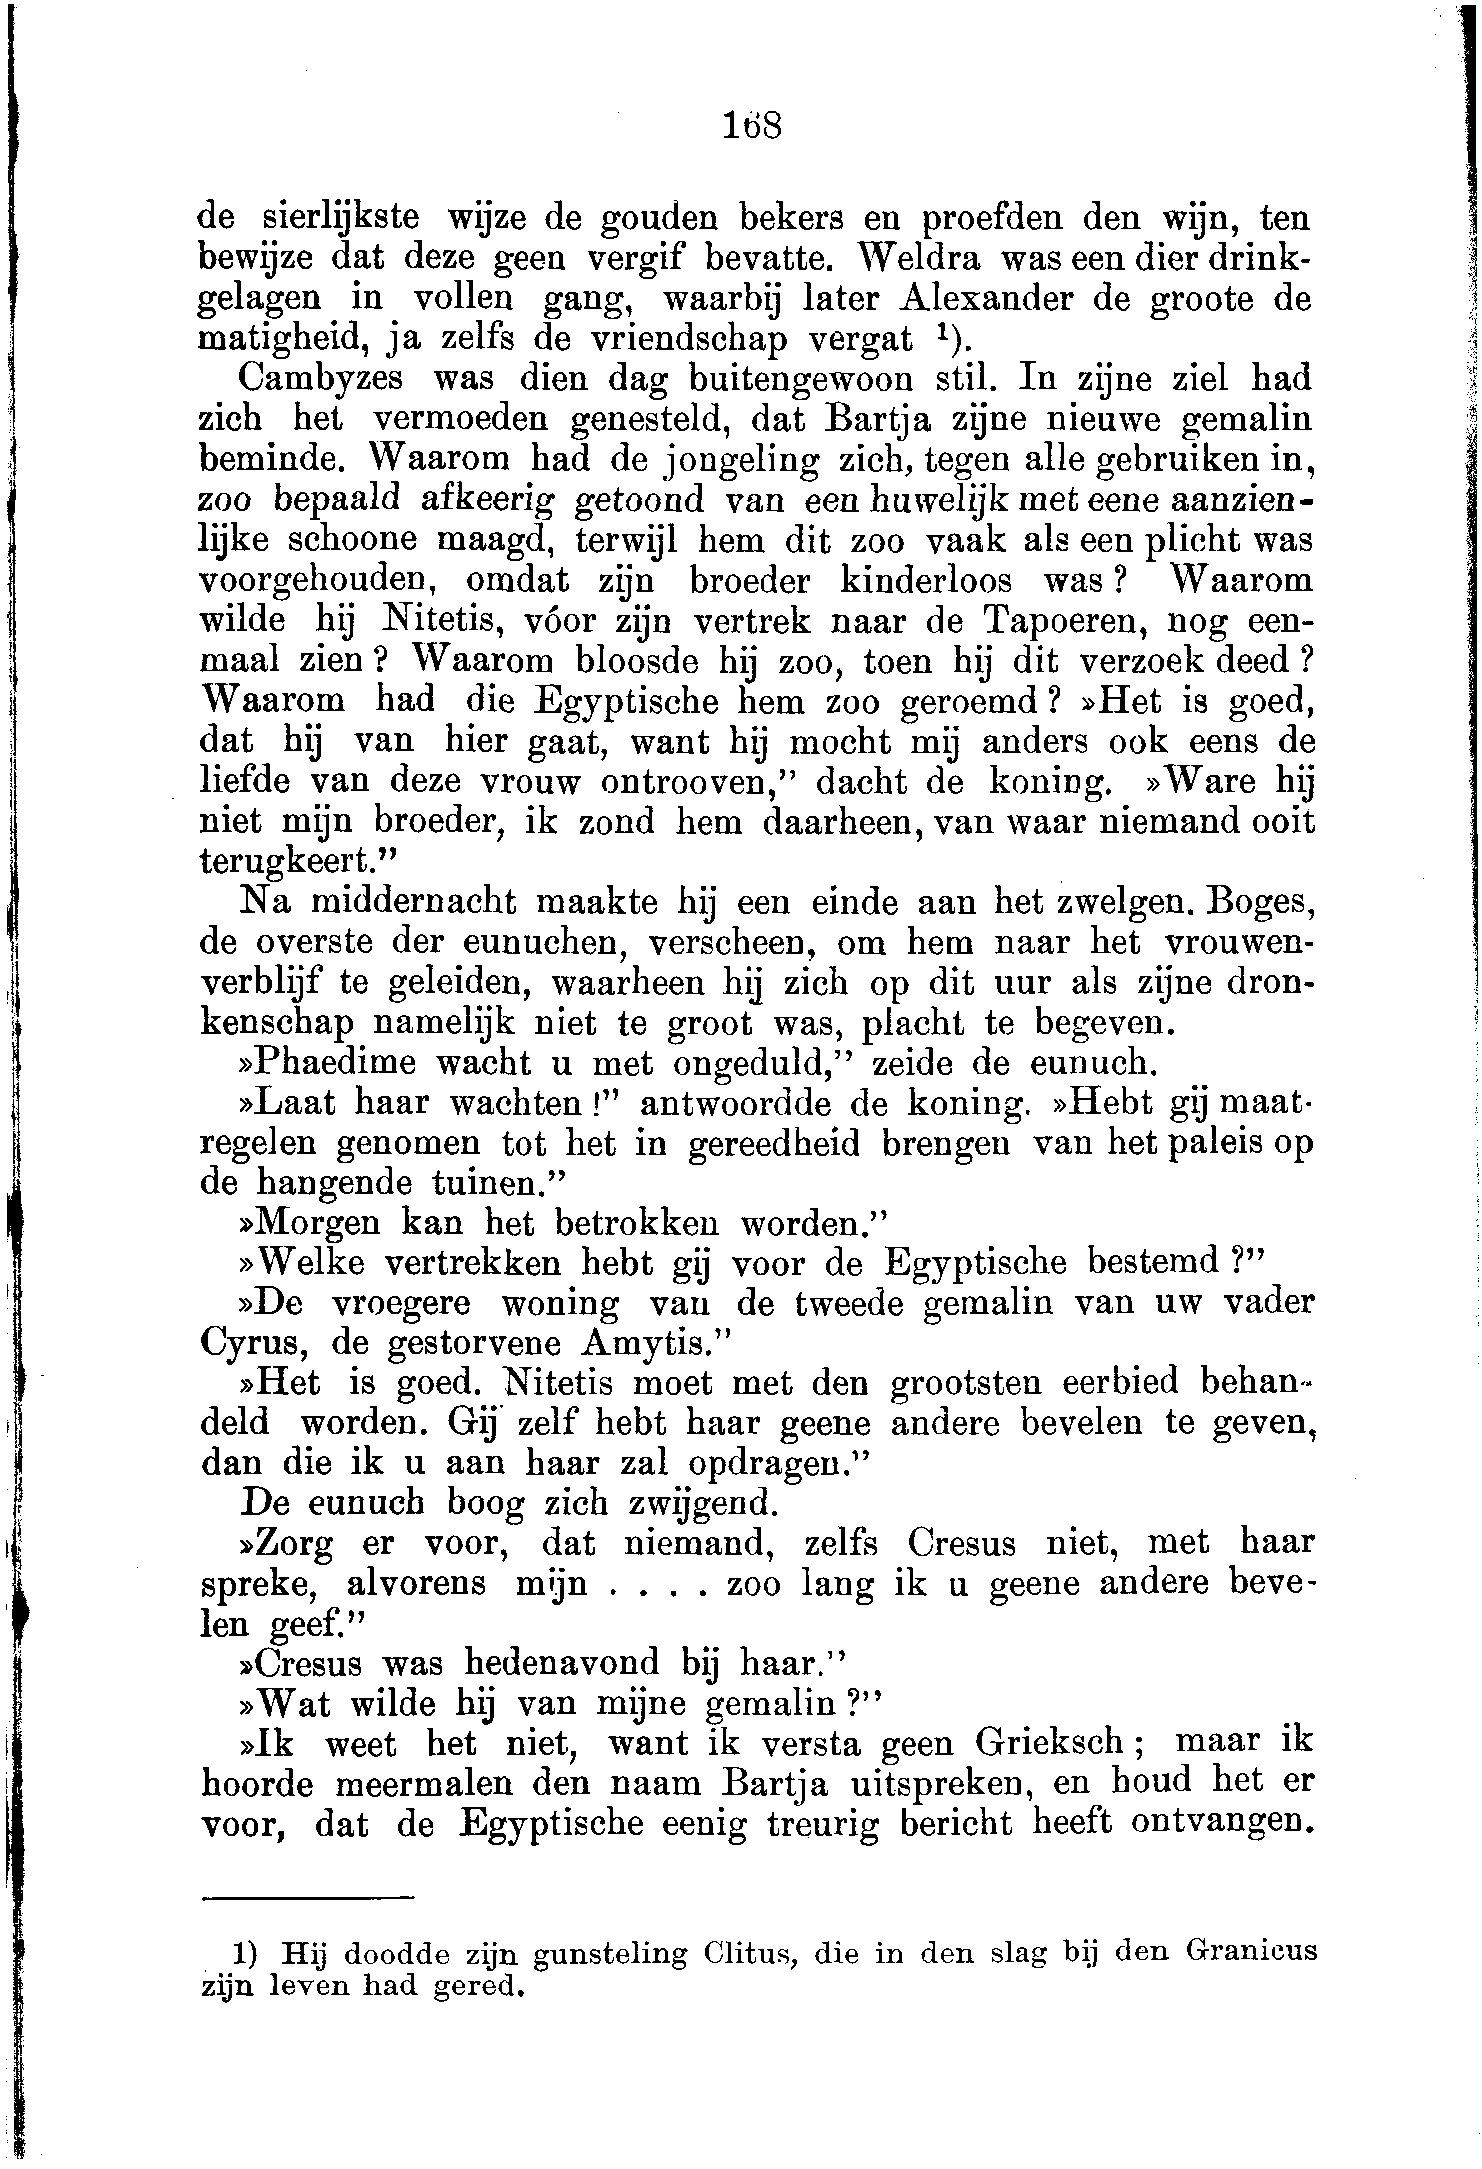 168
de sierlijkste wijze de gouden bekers en proefden den wijn, ten
bewijze dat deze geen vergif bevatte. Weldra was een dier drink-
gelagen in vollen gang, waarbij later Alexander de groote de
matigheid, ja zelfs de vriendschap vergat ¹).
Cambyzes was dien dag buitengewoon stil. In zijne ziel had
zich het vermoeden genesteld, dat Bartja zijne nieuwe gemalin
beminde. Waarom had de jongeling zich, tegen alle gebruiken in,
zoo bepaald afkeerig getoond van een huwelijk met eene aanzien-
lijke schoone maagd, terwijl hem dit zoo vaak als een plicht was
voorgehouden, omdat zijn broeder kinderloos was? Waarom
wilde hij Nitetis, vóor zijn vertrek naar de Tapoeren, nog een-
maal zien? Waarom bloosde hij zoo, toen hij dit verzoek deed?
Waarom had die Egyptische hem zoo geroemd? »Het is goed,
dat hij van hier gaat, want hij mocht mij anders ook eens de
liefde van deze vrouw ontrooven,” dacht de koning. »Ware hij
niet mijn broeder, ik zond hem daarheen, van waar niemand ooit
terugkeert.”
Na middernacht maakte hij een einde aan het zwelgen. Boges,
de overste der eunuchen, verscheen, om hem naar het vrouwen-
verblijf te geleiden, waarheen hij zich op dit uur als zijne dron-
kenschap namelijk niet te groot was, placht te begeven.
»Phaedime wacht u met ongeduld,” zeide de eunuch.
»Laat haar wachten!” antwoordde de koning. »Hebt gij maat-
regelen genomen tot het in gereedheid brengen van het paleis op
de hangende tuinen.”
»Morgen kan het betrokken worden.”
»Welke vertrekken hebt gij voor de Egyptische bestemd?”
»De vroegere woning van de tweede gemalin van uw vader
Cyrus, de gestorvene Amytis.”
»Het is goed. Nitetis moet met den grootsten eerbied behan-
deld worden. Gij zelf hebt haar geene andere bevelen te geven,
dan die ik u aan haar zal opdragen.”
De eunuch boog zich zwijgend.
»Zorg er voor, dat niemand, zelfs Cresus niet, met haar
spreke, alvorens mijn . . . . zoo lang ik u geene andere beve-
len geef.”
»Cresus was hedenavond bij haar.”
»Wat wilde hij van mijne gemalin?”
»Ik weet het niet, want ik versta geen Grieksch; maar ik
hoorde meermalen den naam Bartja uitspreken, en houd het er
voor, dat de Egyptische eenig treurig bericht heeft ontvangen.
1) Hij doodde zijn gunsteling Clitus, die in den slag bij den Granicus
zijn leven had gered.